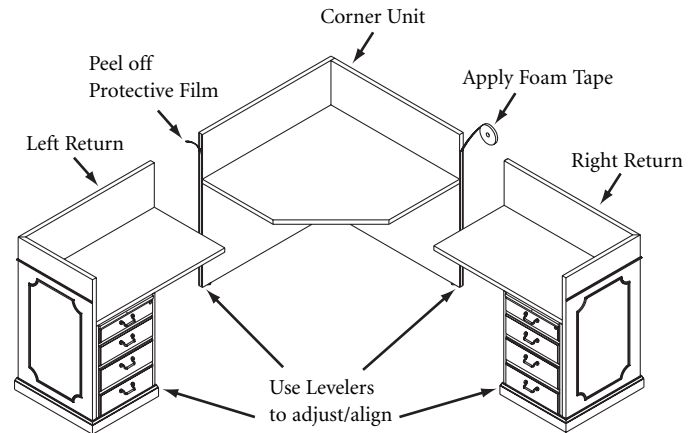 Corner Unit
Peel off
Protective Film
Apply Foam Tape
Left Return
Right Return
Use Levelers
to adjust/align